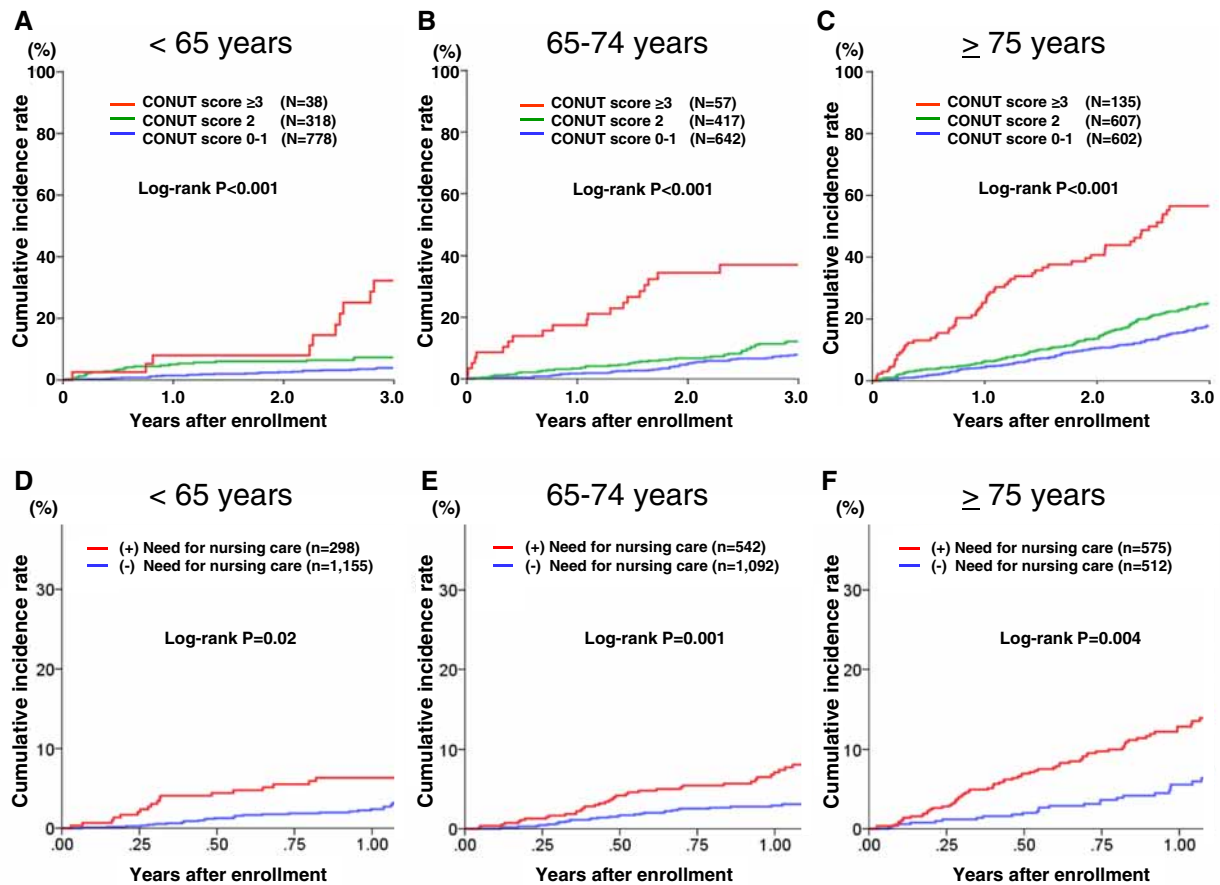 A
< 65 years
(%)
100
80
60
40
20
0
CONUT score ≥3 (N=38)
CONUT score 2 (N=318)
CONUT score 0-1 (N=778)
Log-rank P<0.001
Cumulative incidence rate
0 1.0 2.0 3.0
Years after enrollment
B
65-74 years
(%)
100
80
60
40
20
0
CONUT score ≥3 (N=57)
CONUT score 2 (N=417)
CONUT score 0-1 (N=642)
Log-rank P<0.001
Cumulative incidence rate
0 1.0 2.0 3.0
Years after enrollment
C
≥ 75 years
(%)
100
80
60
40
20
0
CONUT score ≥3 (N=135)
CONUT score 2 (N=607)
CONUT score 0-1 (N=602)
Log-rank P<0.001
Cumulative incidence rate
0 1.0 2.0 3.0
Years after enrollment
D
< 65 years
(%)
30
20
10
0
(+) Need for nursing care (n=298)
(-) Need for nursing care (n=1,155)
Log-rank P=0.02
Cumulative incidence rate
.00 .25 .50 .75 1.00
Years after enrollment
E
65-74 years
(%)
30
20
10
0
(+) Need for nursing care (n=542)
(-) Need for nursing care (n=1,092)
Log-rank P=0.001
Cumulative incidence rate
.00 .25 .50 .75 1.00
Years after enrollment
F
≥ 75 years
(%)
30
20
10
0
(+) Need for nursing care (n=575)
(-) Need for nursing care (n=512)
Log-rank P=0.004
Cumulative incidence rate
.00 .25 .50 .75 1.00
Years after enrollment